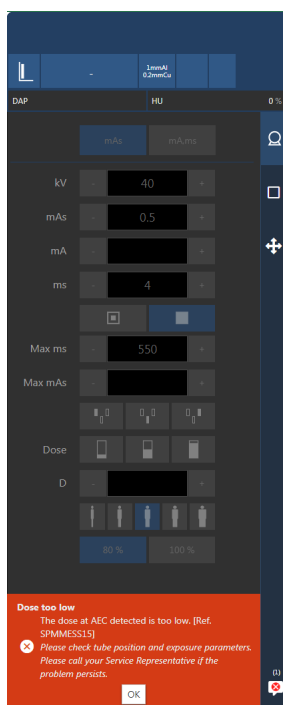 -
1mmAl
0.2mmCu
DAP HU 0 %
mAs mA.ms
kV - 40 +
mAs - 0.5 +
mA - +
ms - 4 +
Max ms - 550 +
Max mAs - +
Dose
D - +
80 % 100 %
Dose too low
The dose at AEC detected is too low. [Ref.
SPMMESS15]
Please check tube position and exposure parameters.
Please call your Service Representative if the
problem persists.
OK
(1)